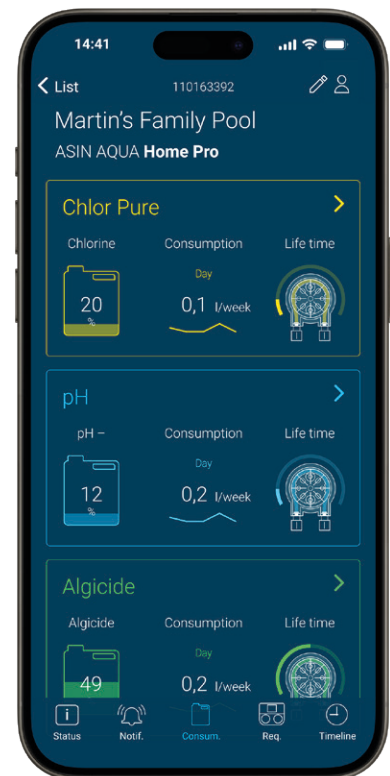 14:41
List 110163392
Martin's Family Pool
ASIN AQUA Home Pro
Chlor Pure
Chlorine Consumption Life time
Day
20 0,1 l/week
%
pH
pH – Consumption Life time
Day
12 0,2 l/week
%
Algicide
Algicide Consumption Life time
Day
49 0,2 l/week
Status Notif. Consum. Req. Timeline